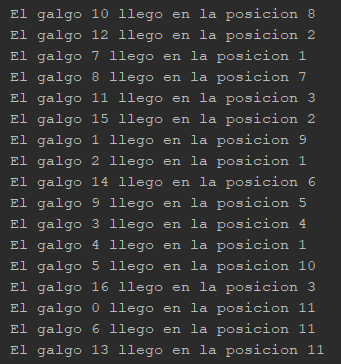 El galgo 10 llego en la posicion 8
El galgo 12 llego en la posicion 2
El galgo 7 llego en la posicion 1
El galgo 8 llego en la posicion 7
El galgo 11 llego en la posicion 3
El galgo 15 llego en la posicion 2
El galgo 1 llego en la posicion 9
El galgo 2 llego en la posicion 1
El galgo 14 llego en la posicion 6
El galgo 9 llego en la posicion 5
El galgo 3 llego en la posicion 4
El galgo 4 llego en la posicion 1
El galgo 5 llego en la posicion 10
El galgo 16 llego en la posicion 3
El galgo 0 llego en la posicion 11
El galgo 6 llego en la posicion 11
El galgo 13 llego en la posicion 11